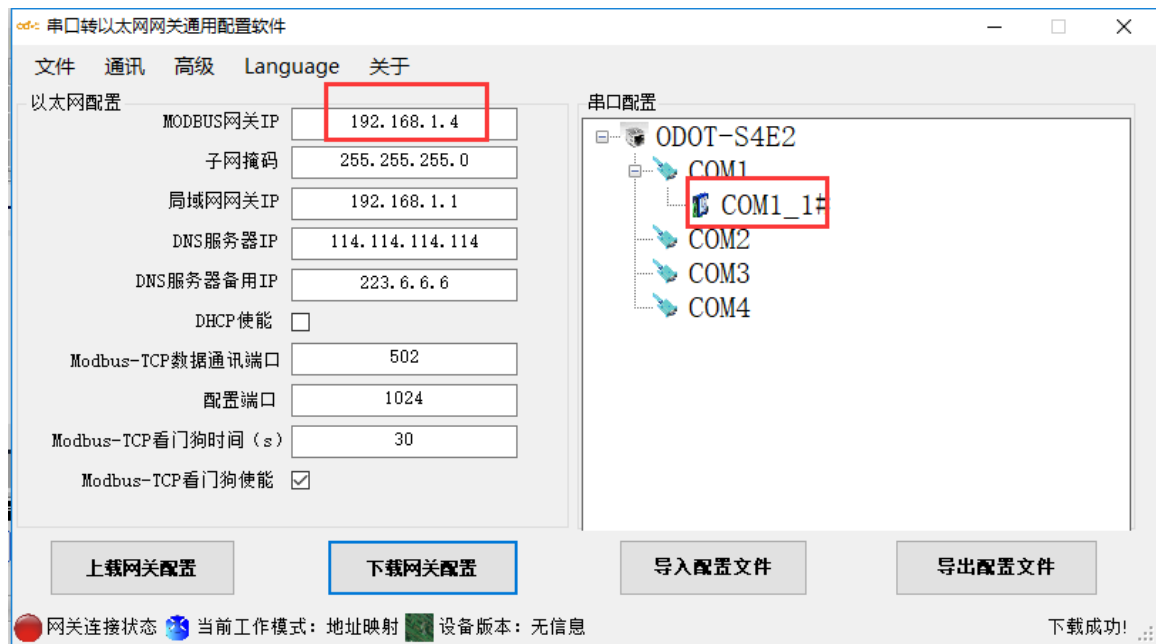 串口转以太网网关通用配置软件
文件 通讯 高级 Language 关于
以太网配置
MODBUS网关IP 192.168.1.4
子网掩码 255.255.255.0
局域网网关IP 192.168.1.1
DNS服务器IP 114.114.114.114
DNS服务器备用IP 223.6.6.6
DHCP使能
Modbus-TCP数据通讯端口 502
配置端口 1024
Modbus-TCP看门狗时间(s) 30
Modbus-TCP看门狗使能
串口配置
ODOT-S4E2
COM1
COM1_1#
COM2
COM3
COM4
上载网关配置 下载网关配置 导入配置文件 导出配置文件
网关连接状态 当前工作模式: 地址映射 设备版本: 无信息 下载成功!